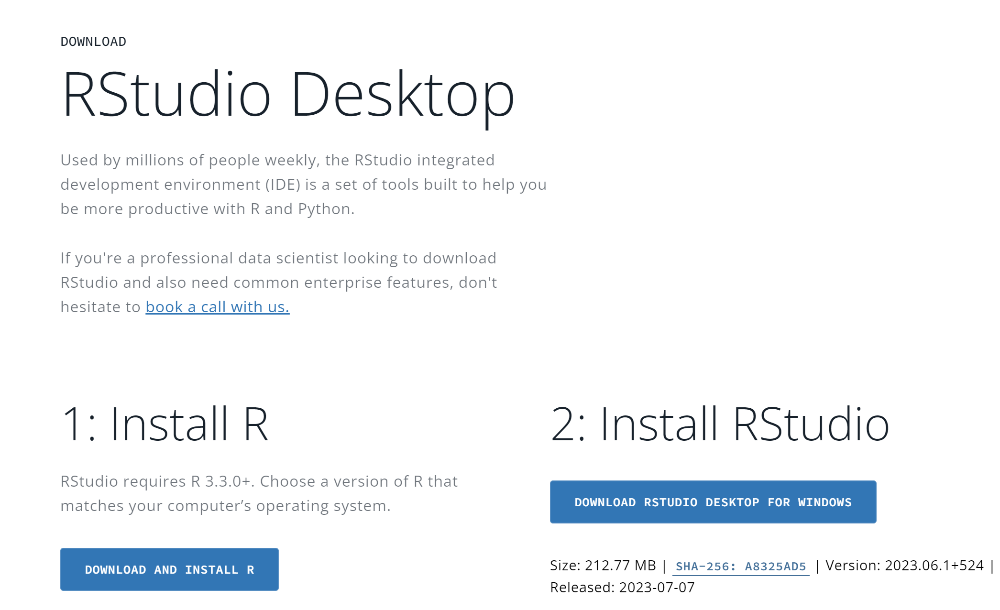 DOWNLOAD
RStudio Desktop
Used by millions of people weekly, the RStudio integrated
development environment (IDE) is a set of tools built to help you
be more productive with R and Python.
If you're a professional data scientist looking to download
RStudio and also need common enterprise features, don't
hesitate to book a call with us.
1: Install R
RStudio requires R 3.3.0+. Choose a version of R that
matches your computer’s operating system.
DOWNLOAD AND INSTALL R
2: Install RStudio
DOWNLOAD RSTUDIO DESKTOP FOR WINDOWS
Size: 212.77 MB | SHA-256: A8325AD5 | Version: 2023.06.1+524 |
Released: 2023-07-07